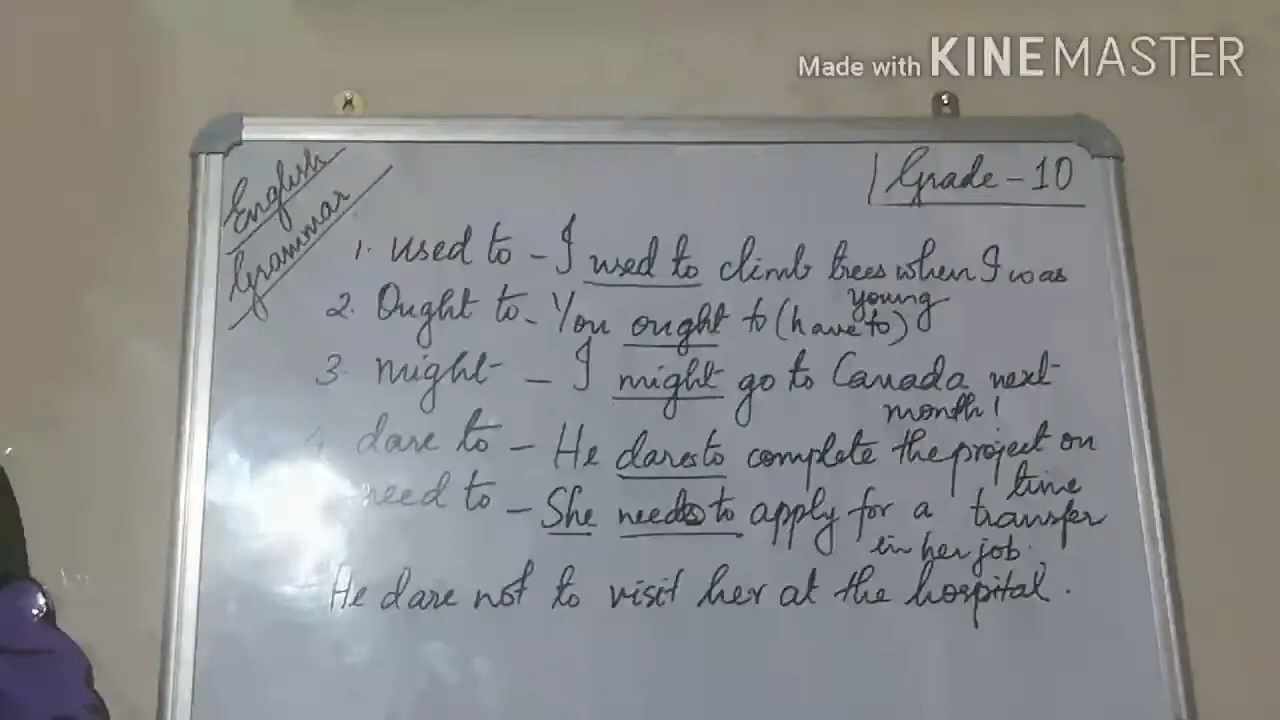 Made with KINEMASTER
English
Grammar
Grade - 10
1. used to - I used to climb trees when I was
young
2. Ought to - You ought to (have to)
3. might - I might go to Canada next
month!
dare to - He dares to complete the project on
time
need to - She needs to apply for a transfer
in her job.
- He dare not to visit her at the hospital.